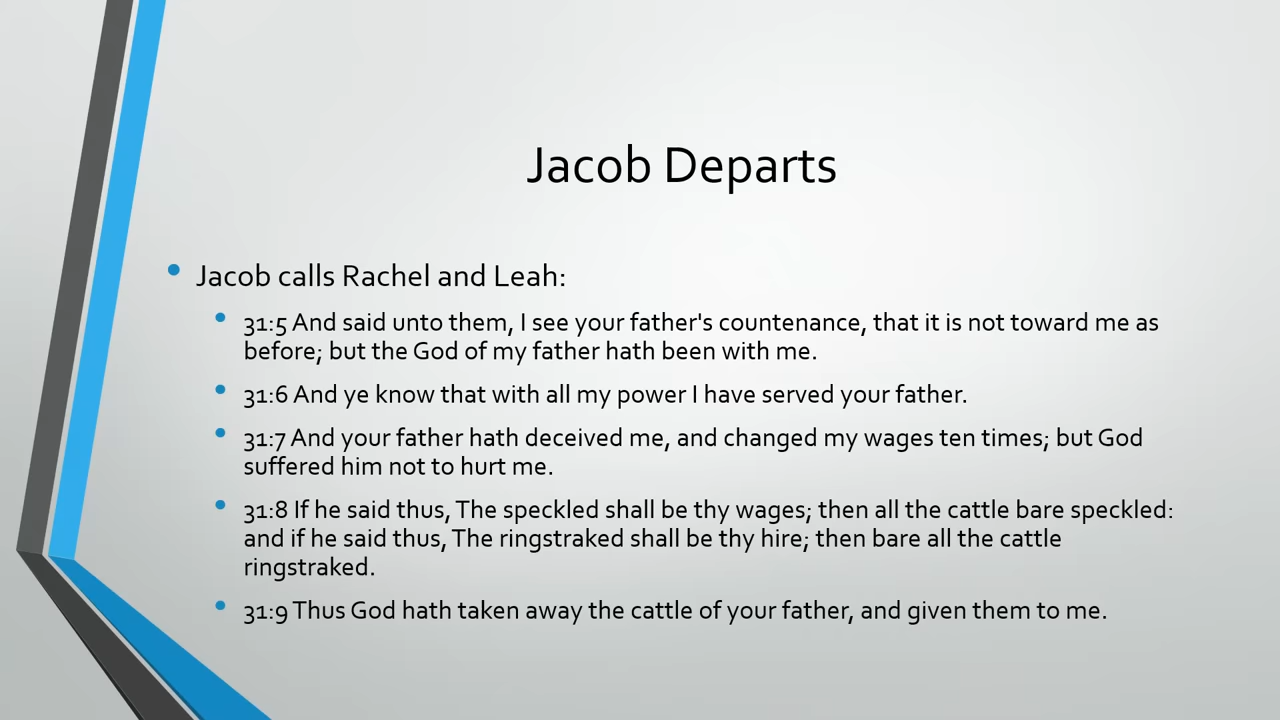 Jacob Departs
Jacob calls Rachel and Leah:
31:5 And said unto them, I see your father's countenance, that it is not toward me as
before; but the God of my father hath been with me.
31:6 And ye know that with all my power I have served your father.
31:7 And your father hath deceived me, and changed my wages ten times; but God
suffered him not to hurt me.
31:8 If he said thus, The speckled shall be thy wages; then all the cattle bare speckled:
and if he said thus, The ringstraked shall be thy hire; then bare all the cattle
ringstraked.
31:9 Thus God hath taken away the cattle of your father, and given them to me.